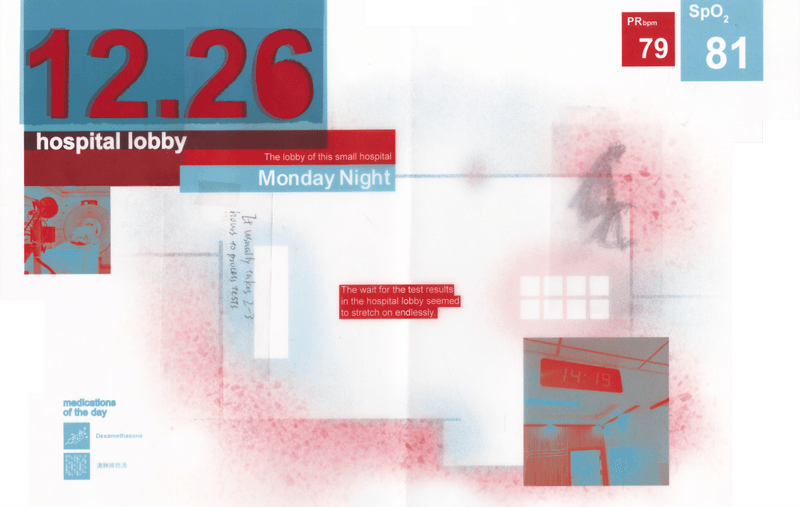 12.26
PR bpm
79
SpO₂
81
hospital lobby
The lobby of this small hospital
Monday Night
It usually takes 2-3
hours to process tests
The wait for the test results
in the hospital lobby seemed
to stretch on endlessly.
14:19
medications
of the day
Dexamethasone